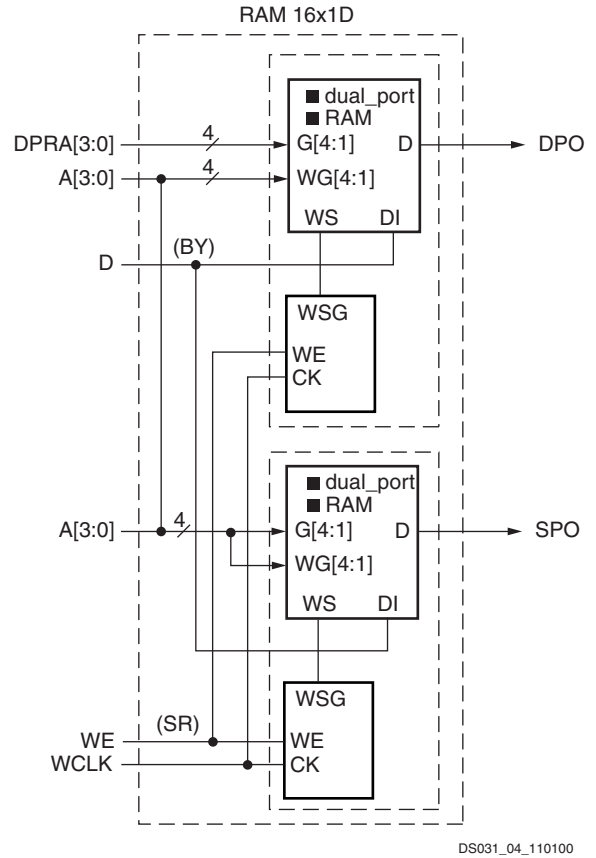 RAM 16x1D
dual_port
RAM
DPRA[3:0]
4
G[4:1]
D
DPO
A[3:0]
4
WG[4:1]
WS
DI
D
(BY)
WSG
WE
CK
dual_port
RAM
A[3:0]
4
G[4:1]
D
SPO
WG[4:1]
WS
DI
WSG
WE
(SR)
WE
WCLK
CK
DS031_04_110100